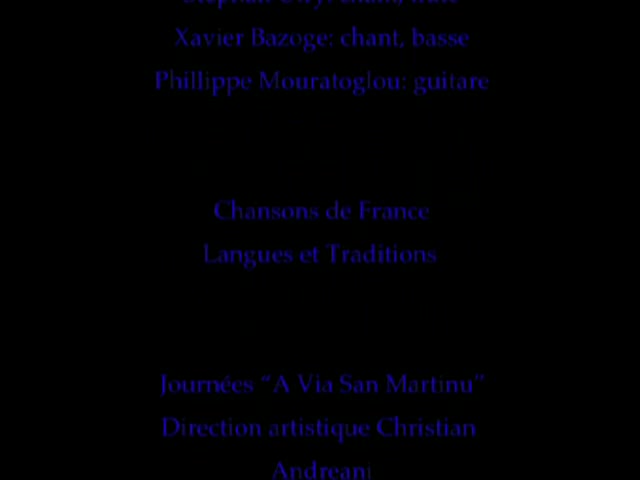 Xavier Bazoge: chant, basse
Phillippe Mouratoglou: guitare
Chansons de France
Langues et Traditions
Journées “A Via San Martinu”
Direction artistique Christian
Andreani